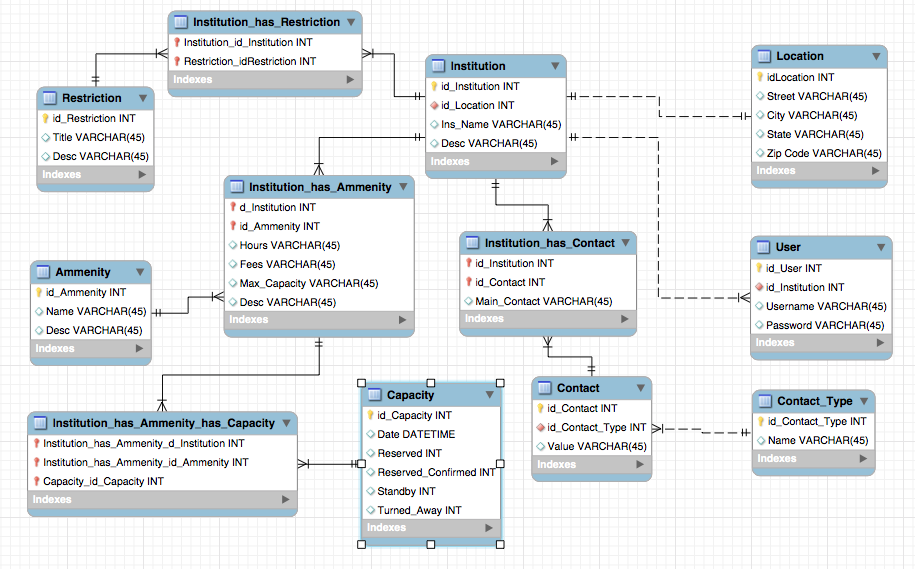 Institution_has_Restriction
Institution_id_Institution INT
Restriction_idRestriction INT
Indexes
Institution
id_Institution INT
id_Location INT
Ins_Name VARCHAR(45)
Desc VARCHAR(45)
Indexes
Location
idLocation INT
Street VARCHAR(45)
City VARCHAR(45)
State VARCHAR(45)
Zip Code VARCHAR(45)
Indexes
Restriction
id_Restriction INT
Title VARCHAR(45)
Desc VARCHAR(45)
Indexes
Institution_has_Ammenity
d_Institution INT
id_Ammenity INT
Hours VARCHAR(45)
Fees VARCHAR(45)
Max_Capacity VARCHAR(45)
Desc VARCHAR(45)
Indexes
Institution_has_Contact
id_Institution INT
id_Contact INT
Main_Contact VARCHAR(45)
Indexes
User
id_User INT
id_Institution INT
Username VARCHAR(45)
Password VARCHAR(45)
Indexes
Ammenity
id_Ammenity INT
Name VARCHAR(45)
Desc VARCHAR(45)
Indexes
Institution_has_Ammenity_has_Capacity
Institution_has_Ammenity_d_Institution INT
Institution_has_Ammenity_id_Ammenity INT
Capacity_id_Capacity INT
Indexes
Capacity
id_Capacity INT
Date DATETIME
Reserved INT
Reserved_Confirmed INT
Standby INT
Turned_Away INT
Indexes
Contact
id_Contact INT
id_Contact_Type INT
Value VARCHAR(45)
Indexes
Contact_Type
id_Contact_Type INT
Name VARCHAR(45)
Indexes